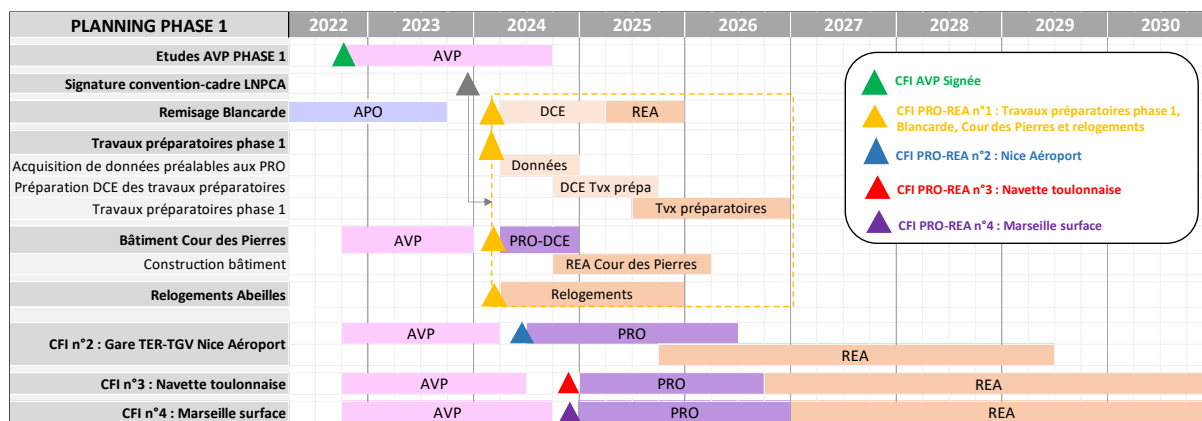 PLANNING PHASE 1 2022 2023 2024 2025 2026 2027 2028 2029 2030
Etudes AVP PHASE 1 AVP
Signature convention-cadre LNPCA
Remisage Blancarde APO DCE REA
Travaux préparatoires phase 1
Acquisition de données préalables aux PRO Données
Préparation DCE des travaux préparatoires DCE Tvx prépa
Travaux préparatoires phase 1 Tvx préparatoires
Bâtiment Cour des Pierres AVP PRO-DCE
Construction bâtiment REA Cour des Pierres
Relogements Abeilles Relogements
CFI n°2 : Gare TER-TGV Nice Aéroport AVP PRO
REA
CFI n°3 : Navette toulonnaise AVP PRO REA
CFI n°4 : Marseille surface AVP PRO REA
CFI AVP Signée
CFI PRO-REA n°1 : Travaux préparatoires phase 1,
Blancarde, Cour des Pierres et relogements
CFI PRO-REA n°2 : Nice Aéroport
CFI PRO-REA n°3 : Navette toulonnaise
CFI PRO-REA n°4 : Marseille surface